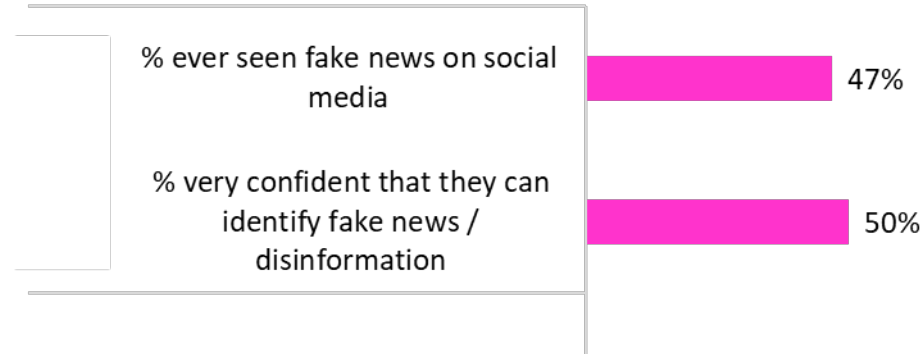 % ever seen fake news on social
media
47%
% very confident that they can
identify fake news /
disinformation
50%